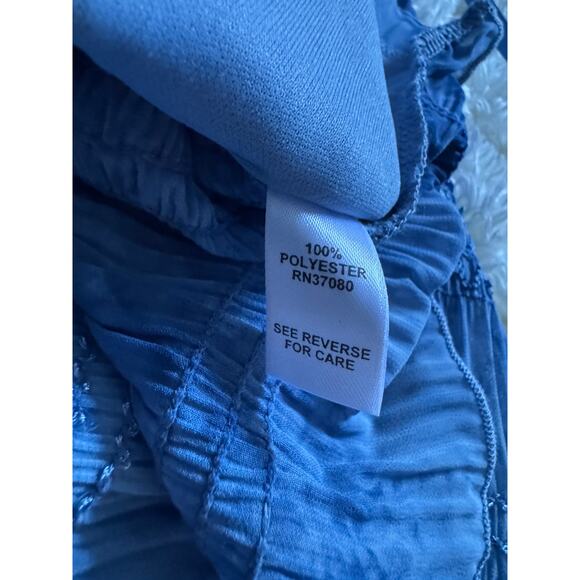 100%
POLYESTER
RN37080
SEE REVERSE
FOR CARE